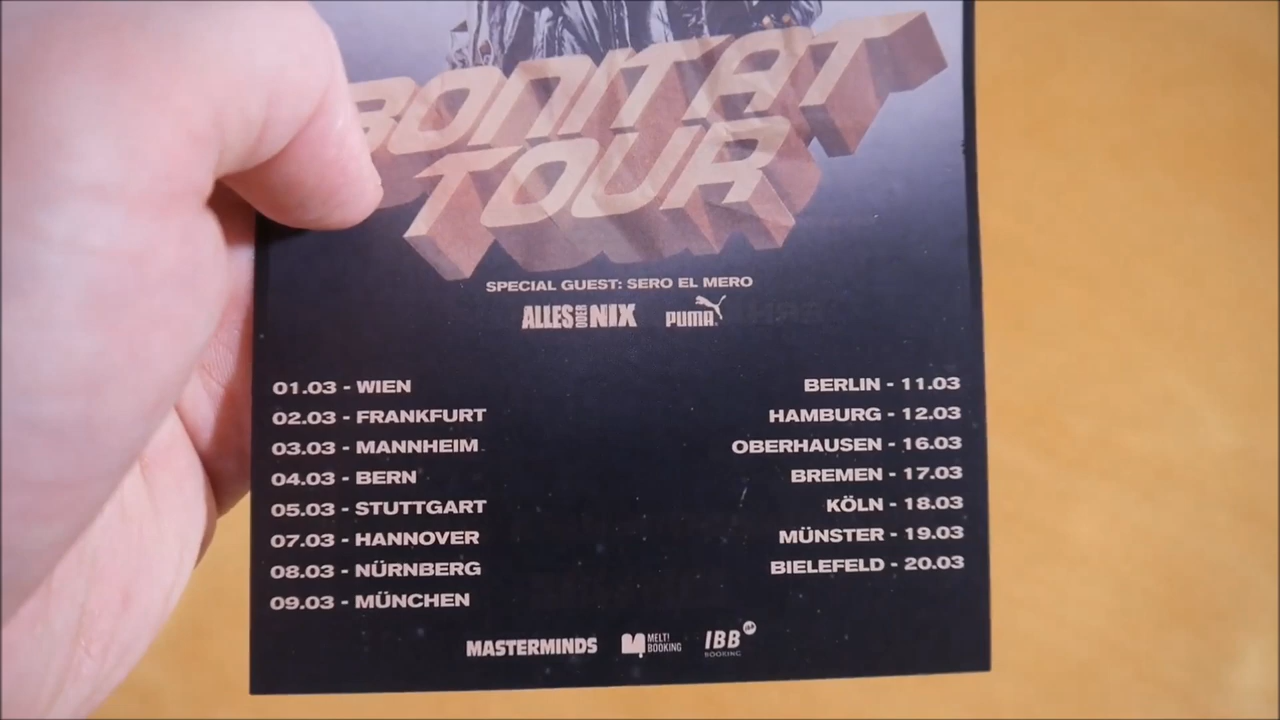 BONITÄT
TOUR
SPECIAL GUEST: SERO EL MERO
ALLES ODER NIX
PUMA
01.03 - WIEN
02.03 - FRANKFURT
03.03 - MANNHEIM
04.03 - BERN
05.03 - STUTTGART
07.03 - HANNOVER
08.03 - NÜRNBERG
09.03 - MÜNCHEN
BERLIN - 11.03
HAMBURG - 12.03
OBERHAUSEN - 16.03
BREMEN - 17.03
KÖLN - 18.03
MÜNSTER - 19.03
BIELEFELD - 20.03
MASTERMINDS
MELT!
BOOKING
IBB
BOOKING